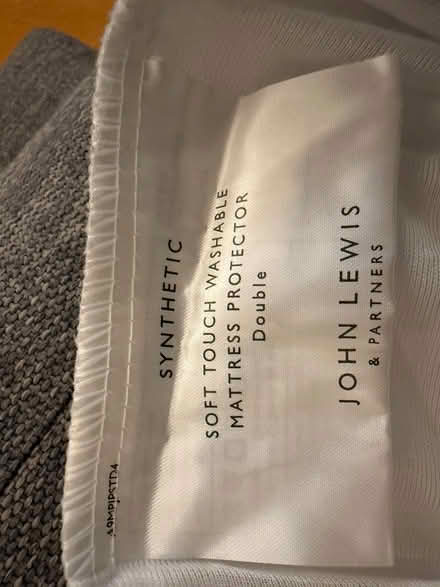 SYNTHETIC
SOFT TOUCH WASHABLE
MATTRESS PROTECTOR
Double
JOHN LEWIS
& PARTNERS